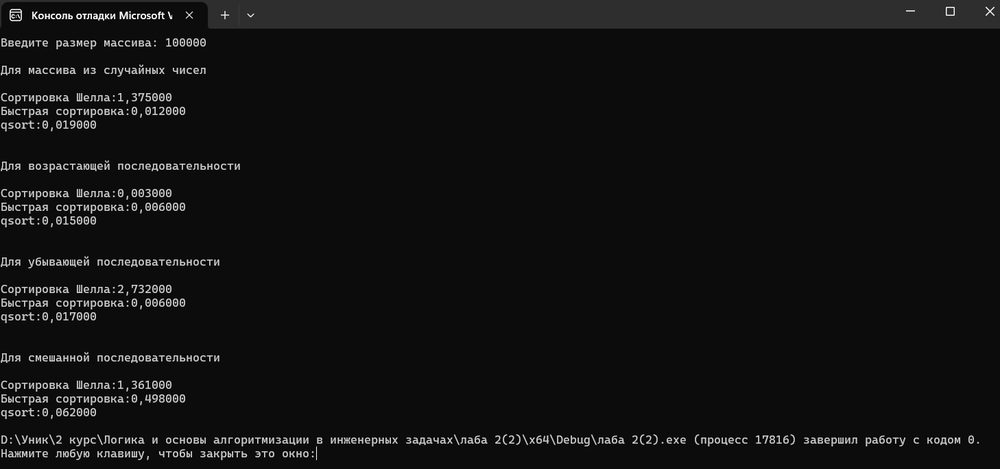 Консоль отладки Microsoft V
Введите размер массива: 100000
Для массива из случайных чисел
Сортировка Шелла:1,375000
Быстрая сортировка:0,012000
qsort:0,019000
Для возрастающей последовательности
Сортировка Шелла:0,003000
Быстрая сортировка:0,006000
qsort:0,015000
Для убывающей последовательности
Сортировка Шелла:2,732000
Быстрая сортировка:0,006000
qsort:0,017000
Для смешанной последовательности
Сортировка Шелла:1,361000
Быстрая сортировка:0,498000
qsort:0,062000
D:\Уник\2 курс\Логика и основы алгоритмизации в инженерных задачах\лаба 2(2)\x64\Debug\лаба 2(2).exe (процесс 17816) завершил работу с кодом 0.
Нажмите любую клавишу, чтобы закрыть это окно: